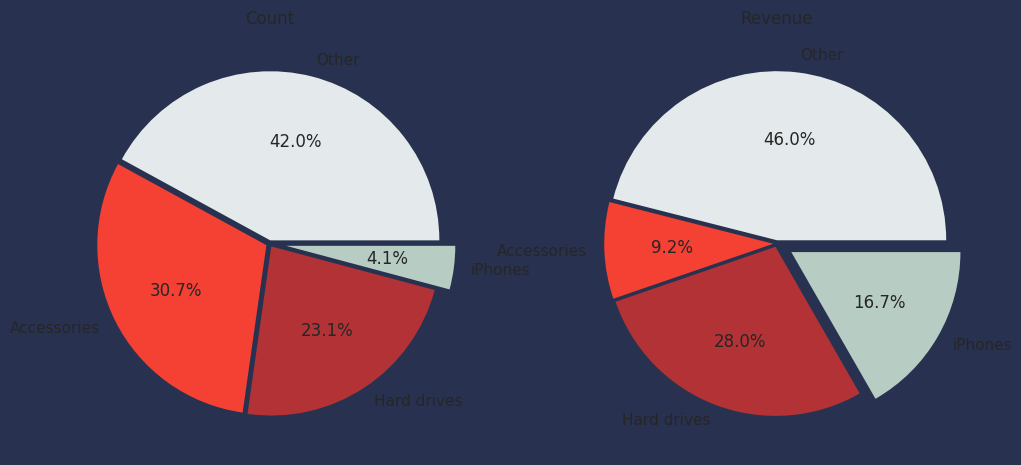 Count
Other
42.0%
4.1%
iPhones
30.7%
Accessories
23.1%
Hard drives
Revenue
Other
46.0%
Accessories
9.2%
16.7%
28.0%
iPhones
Hard drives